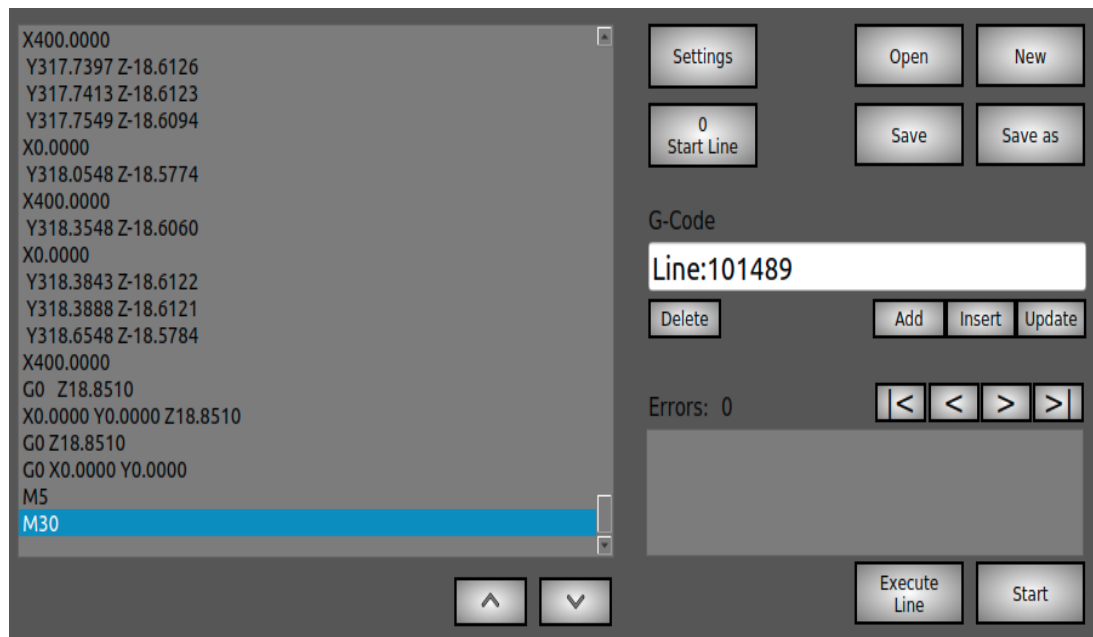 X400.0000
Y317.7397 Z-18.6126
Y317.7413 Z-18.6123
Y317.7549 Z-18.6094
X0.0000
Y318.0548 Z-18.5774
X400.0000
Y318.3548 Z-18.6060
X0.0000
Y318.3843 Z-18.6122
Y318.3888 Z-18.6121
Y318.6548 Z-18.5784
X400.0000
G0 Z18.8510
X0.0000 Y0.0000 Z18.8510
G0 Z18.8510
G0 X0.0000 Y0.0000
M5
M30
Settings
Open
New
0
Start Line
Save
Save as
G-Code
Line:101489
Delete
Add
Insert
Update
Errors: 0
|<
<
>
>|
Execute
Line
Start